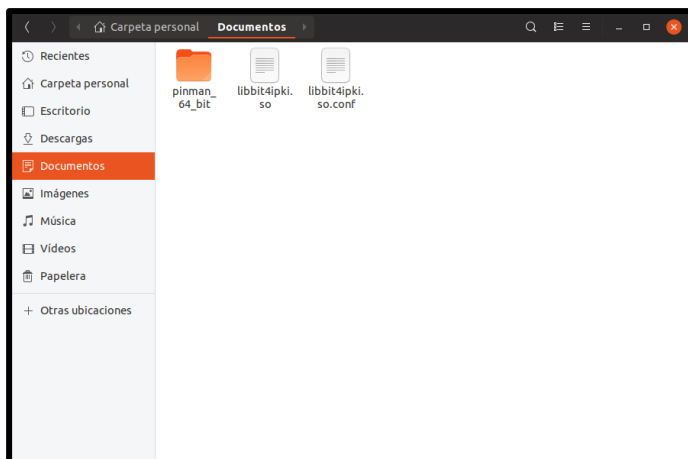 Carpeta personal Documentos
Recientes
Carpeta personal
Escritorio
Descargas
Documentos
Imágenes
Música
Vídeos
Papelera
Otras ubicaciones
pinman_
64_bit
libbit4ipki.
so
libbit4ipki.
so.conf